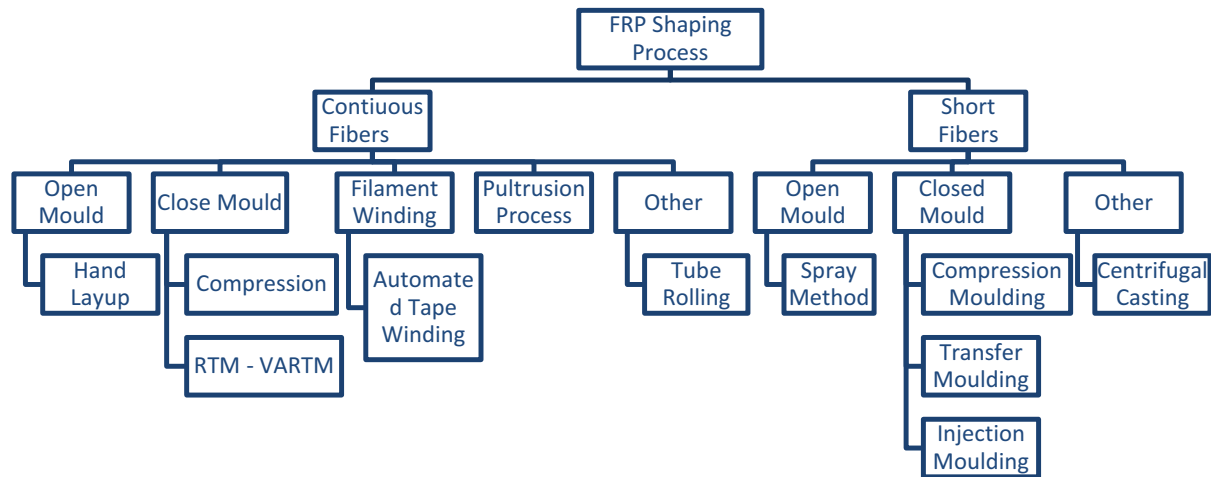 FRP Shaping
Process
Contiuous
Fibers
Short
Fibers
Open
Mould
Close Mould
Filament
Winding
Pultrusion
Process
Other
Open
Mould
Closed
Mould
Other
Hand
Layup
Compression
RTM - VARTM
Automate
d Tape
Winding
Tube
Rolling
Spray
Method
Compression
Moulding
Transfer
Moulding
Injection
Moulding
Centrifugal
Casting